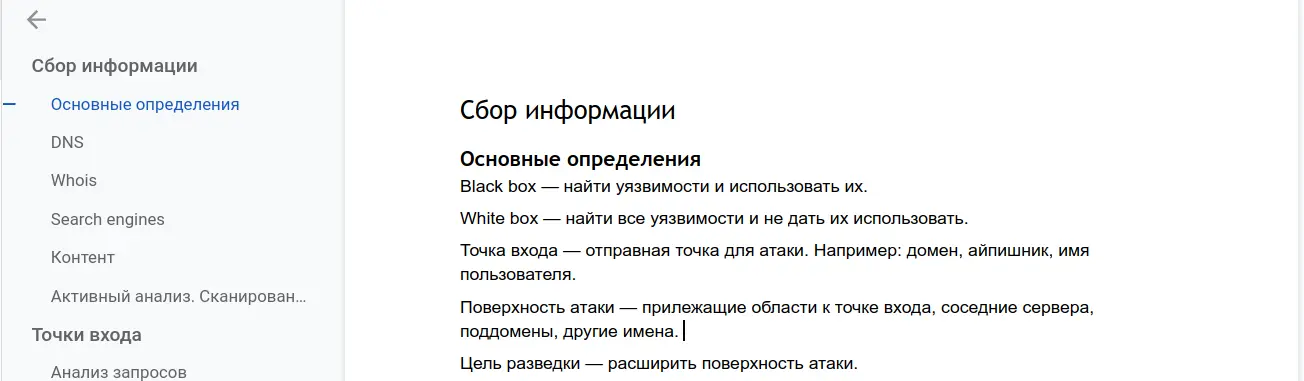 Сбор информации
Основные определения
DNS
Whois
Search engines
Контент
Активный анализ. Сканирован...
Точки входа
Анализ запросов
Сбор информации
Основные определения
Black box — найти уязвимости и использовать их.
White box — найти все уязвимости и не дать их использовать.
Точка входа — отправная точка для атаки. Например: домен, айпишник, имя
пользователя.
Поверхность атаки — прилежащие области к точке входа, соседние сервера,
поддомены, другие имена.
Цель разведки — расширить поверхность атаки.